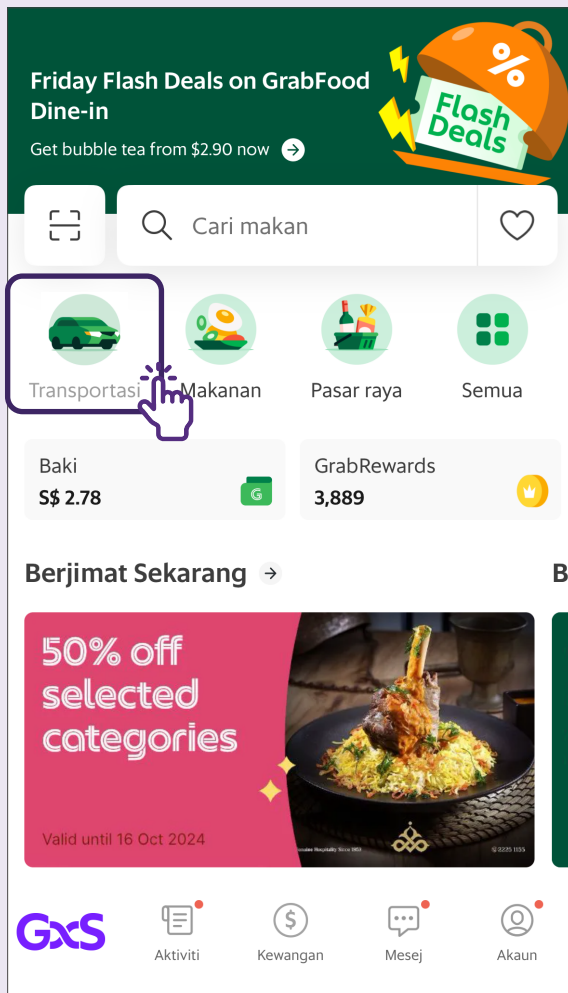 Friday Flash Deals on GrabFood
Dine-in
Get bubble tea from $2.90 now
%
Flash
Deals
Cari makan
Transportasi
Makanan
Pasar raya
Semua
Baki
S$ 2.78
G
GrabRewards
3,889
Berjimat Sekarang
B
50% off
selected
categories
Valid until 16 Oct 2024
GXS
$
Aktiviti
Kewangan
Mesej
Akaun